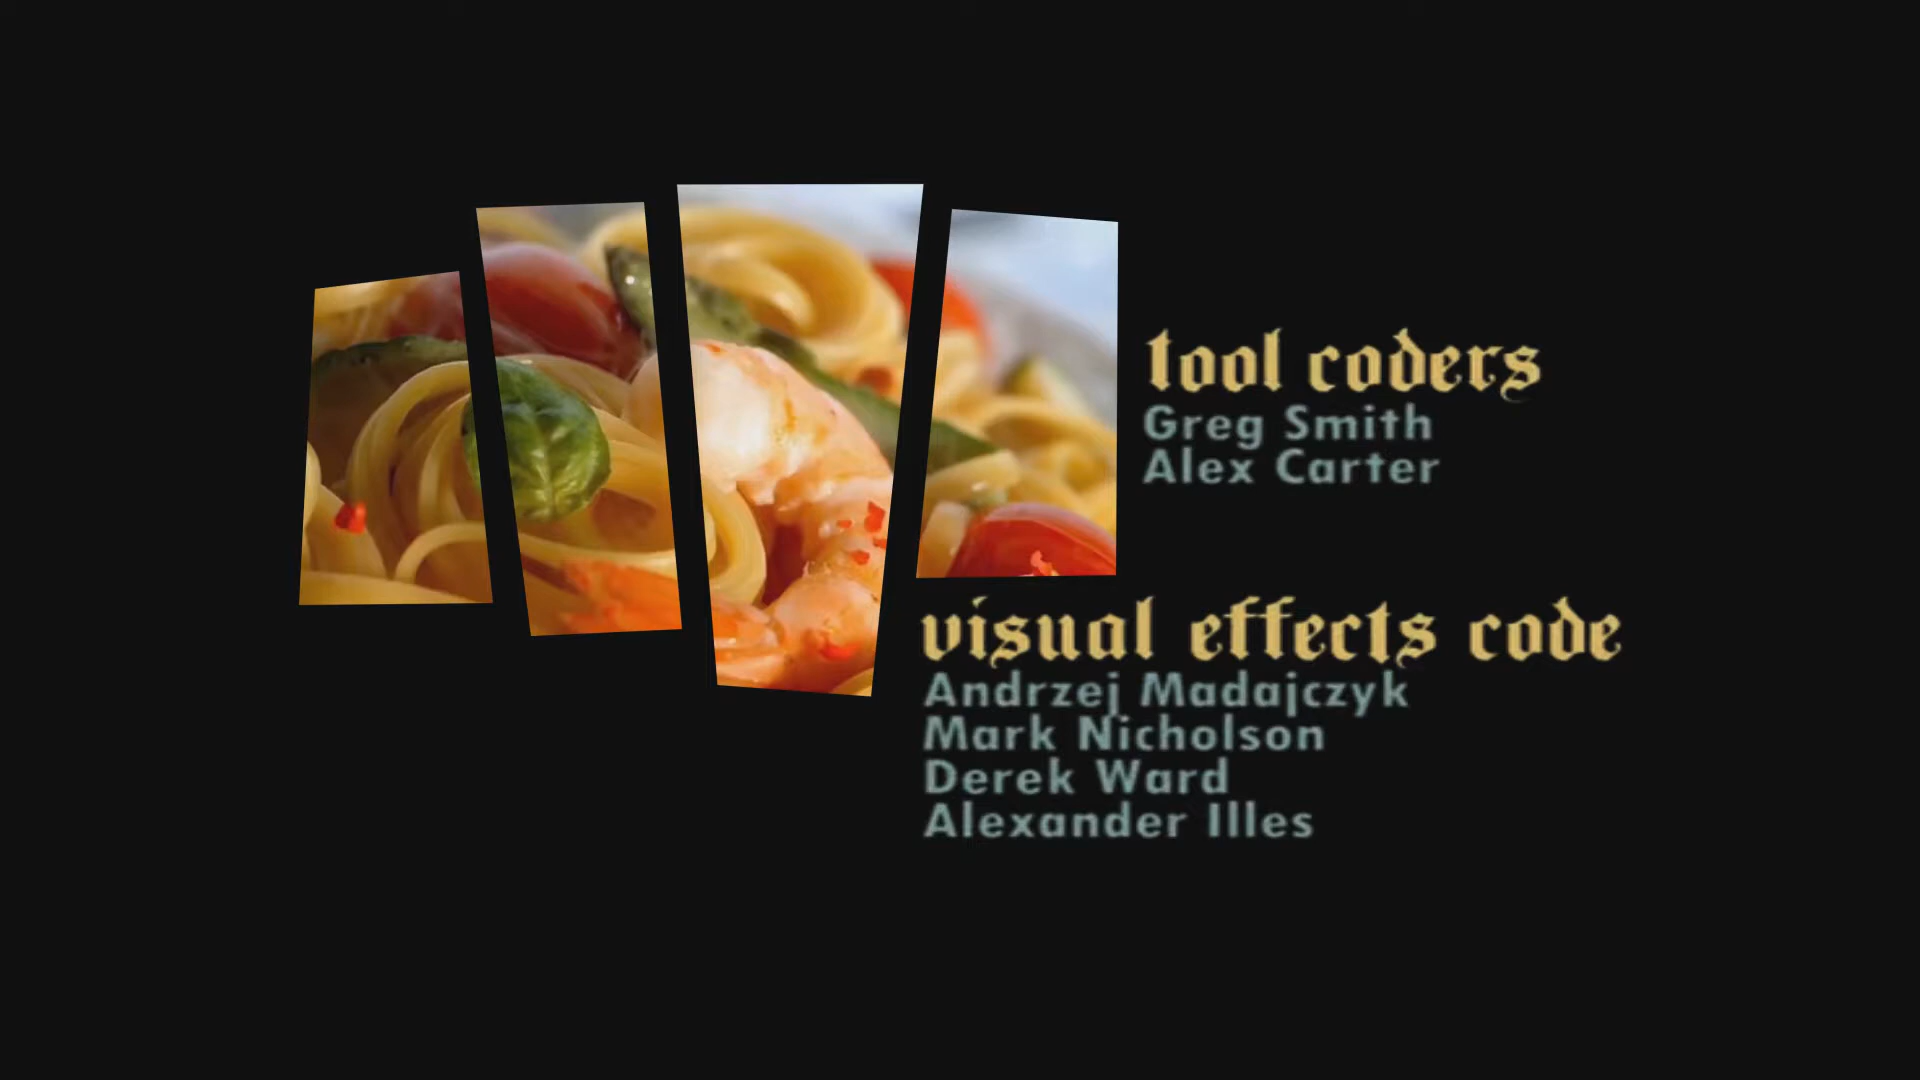 tool coders
Greg Smith
Alex Carter
visual effects code
Andrzej Madajczyk
Mark Nicholson
Derek Ward
Alexander Illes